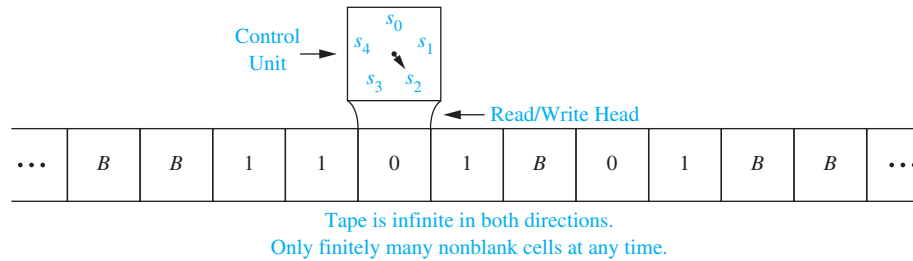 s0
s4 s1
s3 s2
Control
Unit
Read/Write Head
... B B 1 1 0 1 B 0 1 B B ...
Tape is infinite in both directions.
Only finitely many nonblank cells at any time.